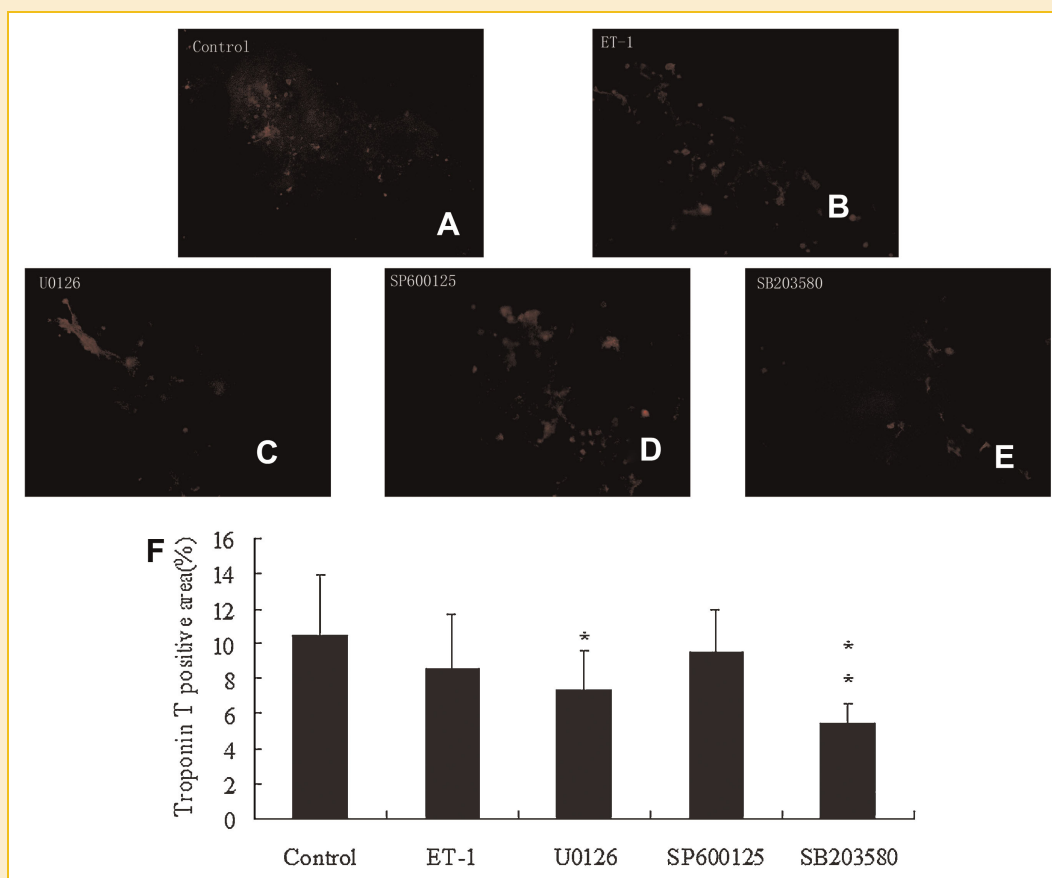 Control
A
ET-1
B
U0126
C
SP600125
D
SB203580
E
F
Troponin T positive area(%)
16
14
12
10
8
6
4
2
0
*
*
*
Control ET-1 U0126 SP600125 SB203580